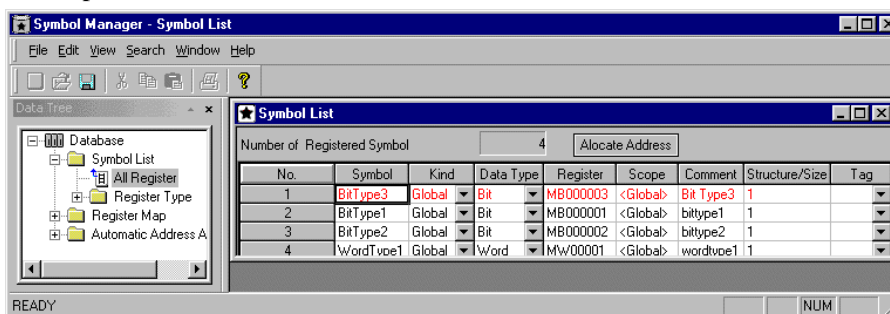 Symbol Manager - Symbol List
File Edit View Search Window Help
Data Tree
Database
Symbol List
All Register
Register Type
Register Map
Automatic Address A
Symbol List
Number of Registered Symbol 4 Alocate Address
No. Symbol Kind Data Type Register Scope Comment Structure/Size Tag
1 BitType3 Global Bit MB000003 <Global> Bit Type3 1
2 BitType1 Global Bit MB000001 <Global> bittype1 1
3 BitType2 Global Bit MB000002 <Global> bittype2 1
4 WordType1 Global Word MW00001 <Global> wordtype1 1
READY NUM